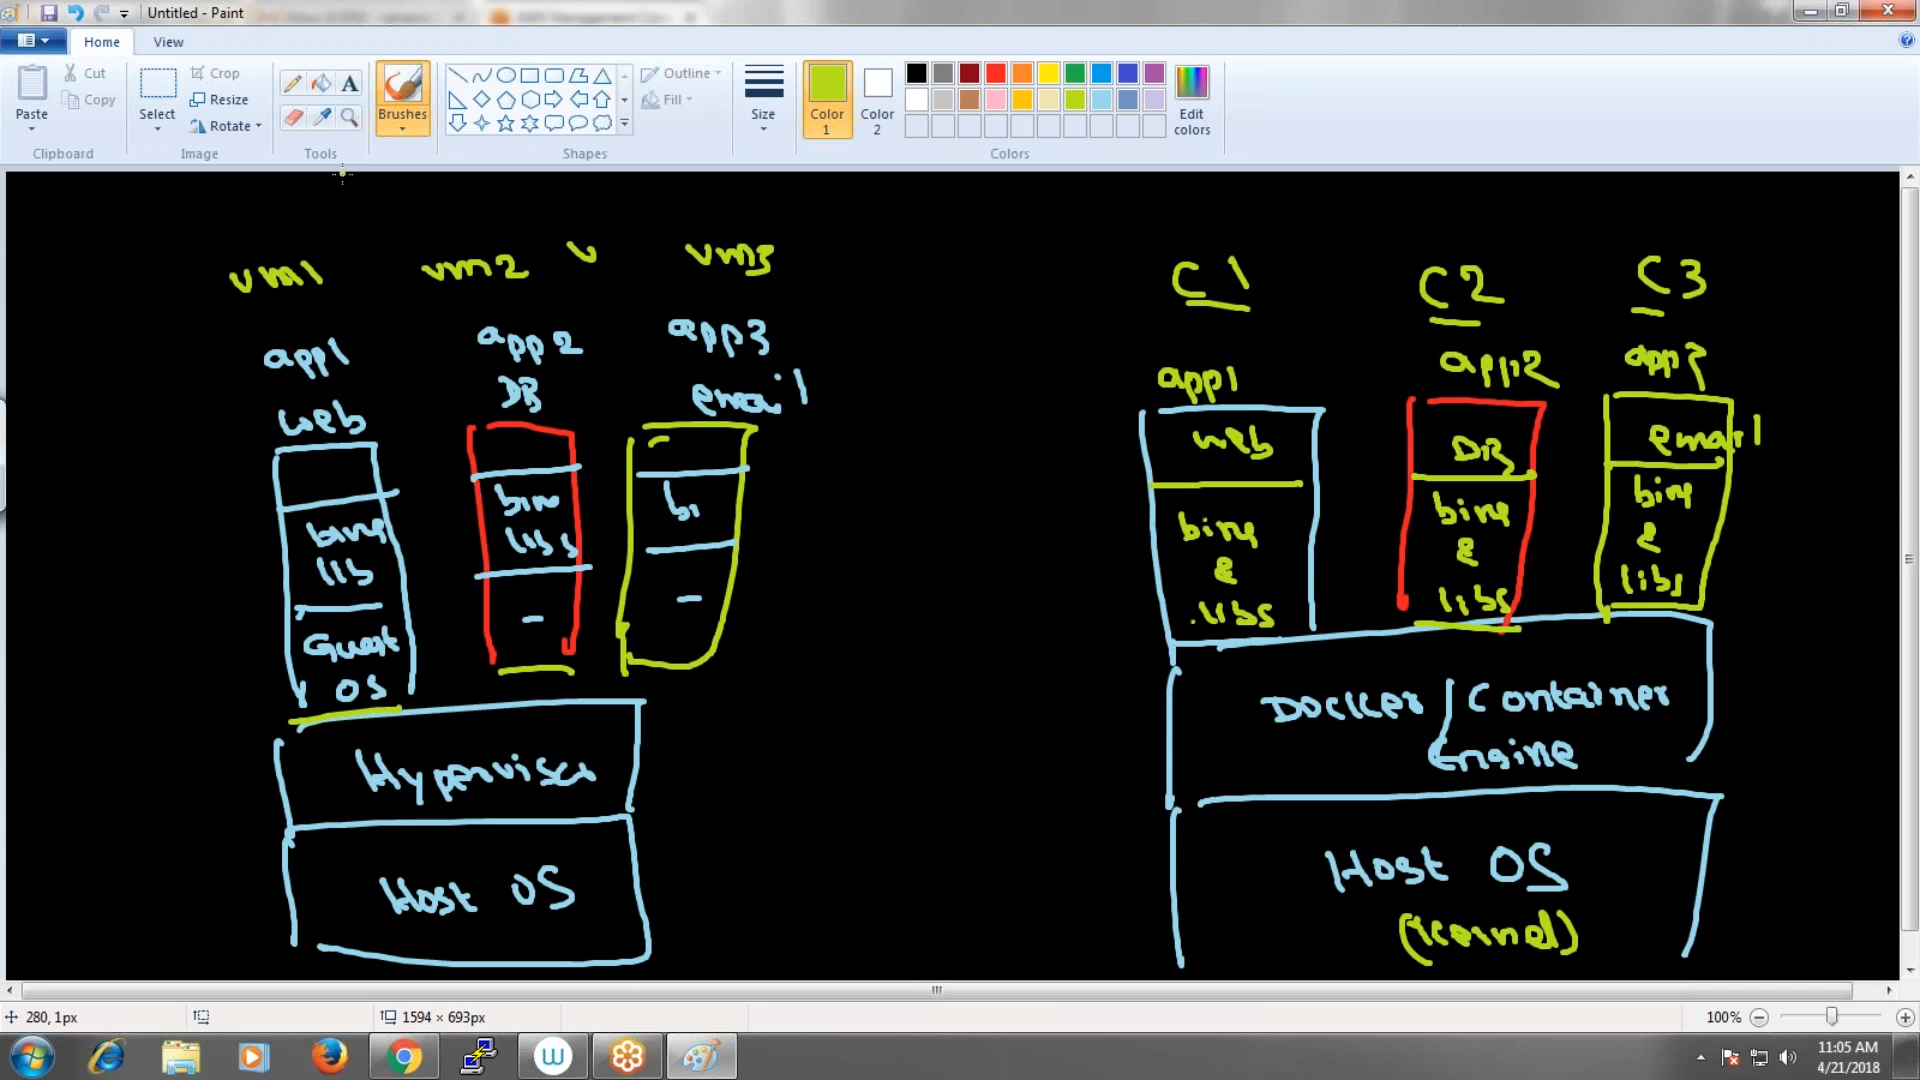 Untitled - Paint
Home View
Paste
Cut
Copy
Select
Crop
Resize
Rotate
Brushes
Outline
Fill
Size
Color 1
Color 2
Edit colors
Clipboard
Image
Tools
Shapes
Colors
vm1 vm2 v vm3
app1 app2 app3
web DB email
bins lib
bins libs
bi
Guest OS
Hypervisor
Host OS
C1 C2 C3
app1 app2 app3
web DB email
bins & libs
bins & libs
bins & libs
Docker / Container Engine
Host OS
(kernel)
280, 1px
1594 × 693px
100%
11:05 AM
4/21/2018